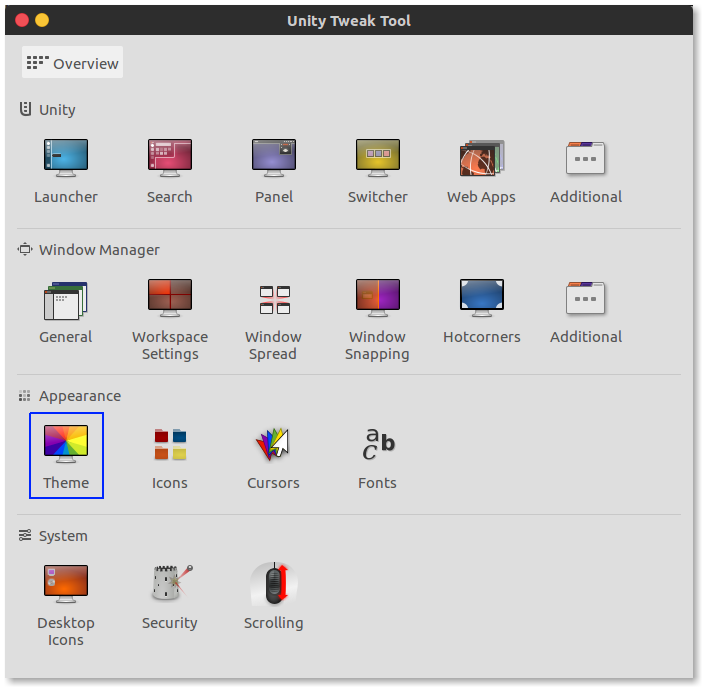 Unity Tweak Tool
Overview
Unity
Launcher
Search
Panel
Switcher
Web Apps
Additional
Window Manager
General
Workspace
Settings
Window
Spread
Window
Snapping
Hotcorners
Additional
Appearance
Theme
Icons
a
c b
Cursors
Fonts
System
Desktop
Icons
Security
Scrolling